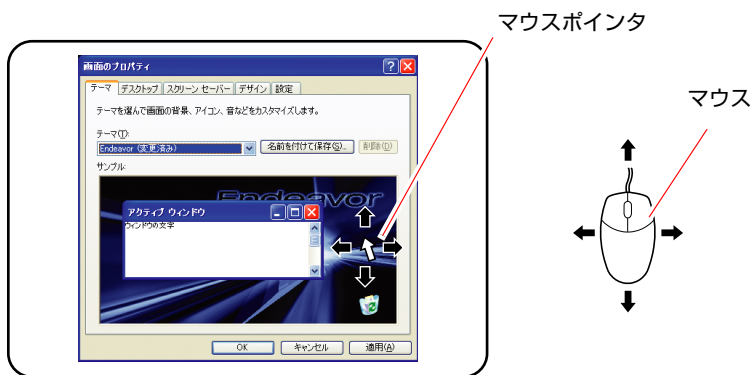 マウスポインタ
マウス
画面のプロパティ
テーマ デスクトップ スクリーン セーバー デザイン 設定
テーマを選んで画面の背景、アイコン、音などをカスタマイズします。
テーマ(T):
Endeavor (変更済み) 名前を付けて保存(S)... 削除(D)
サンプル:
Endeavor
アクティブ ウィンドウ
ウィンドウの文字
OK キャンセル 適用(A)